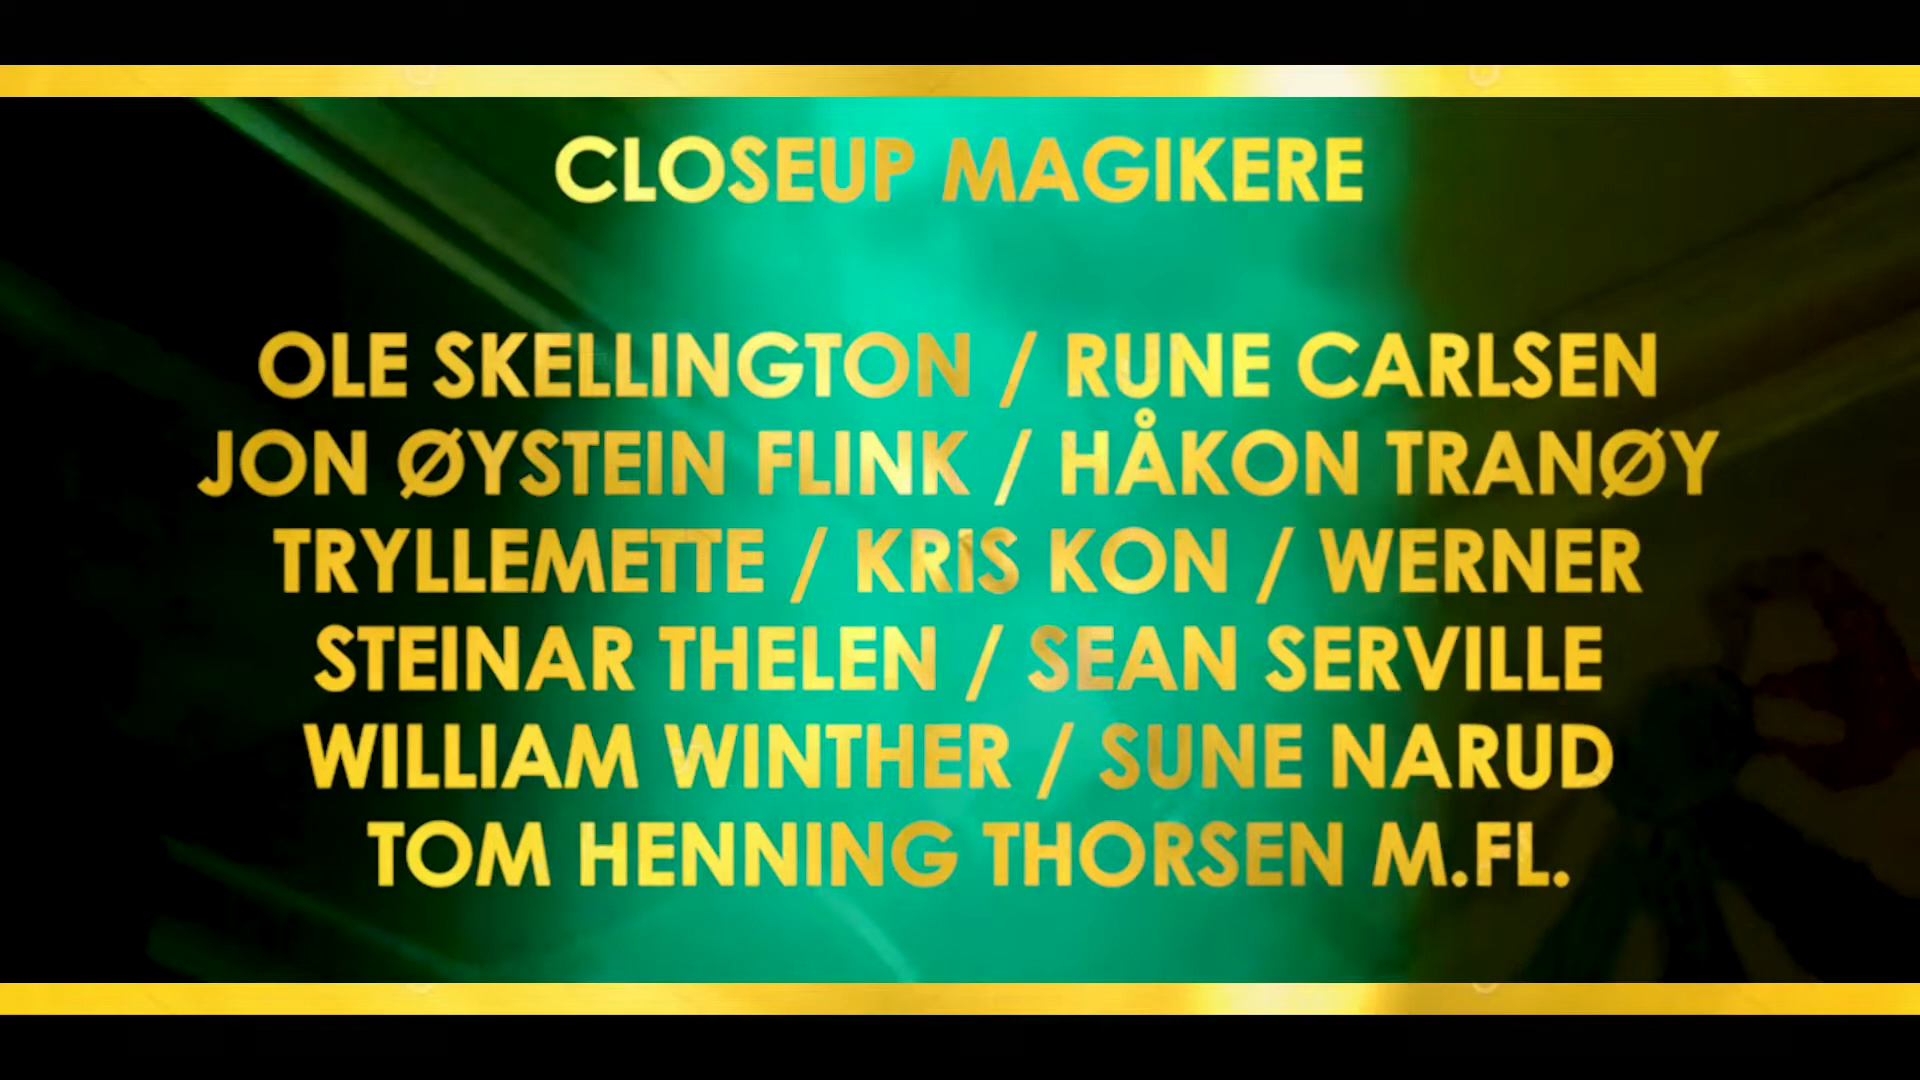 CLOSEUP MAGIKERE
OLE SKELLINGTON / RUNE CARLSEN
JON ØYSTEIN FLINK / HÅKON TRANØY
TRYLLEMETTE / KRIS KON / WERNER
STEINAR THELEN / SEAN SERVILLE
WILLIAM WINTHER / SUNE NARUD
TOM HENNING THORSEN M.FL.